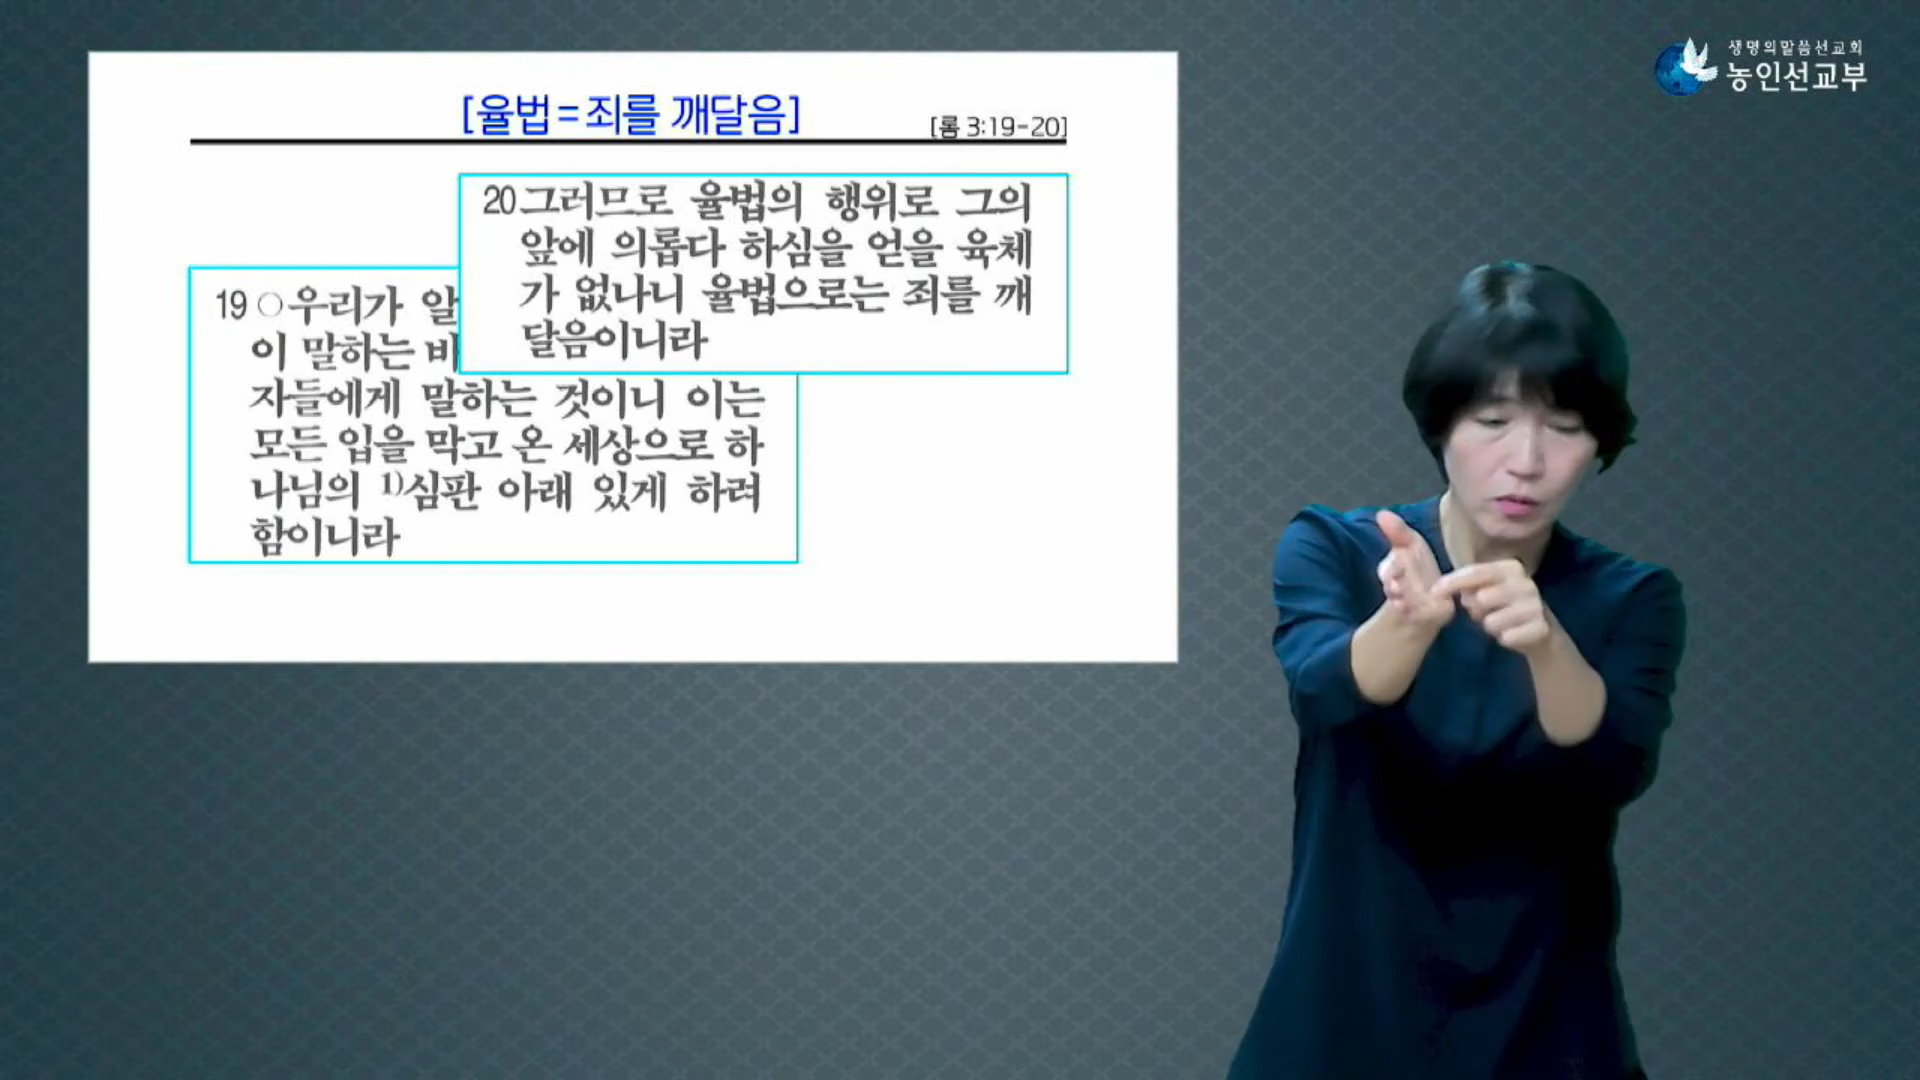 생명의말씀선교회
농인선교부
[율법=죄를 깨달음]
[롬 3:19-20]
20 그러므로 율법의 행위로 그의
앞에 의롭다 하심을 얻을 육체
가 없나니 율법으로는 죄를 깨
달음이니라
19 ○우리가 알
이 말하는 바
자들에게 말하는 것이니 이는
모든 입을 막고 온 세상으로 하
나님의 1)심판 아래 있게 하려
함이니라